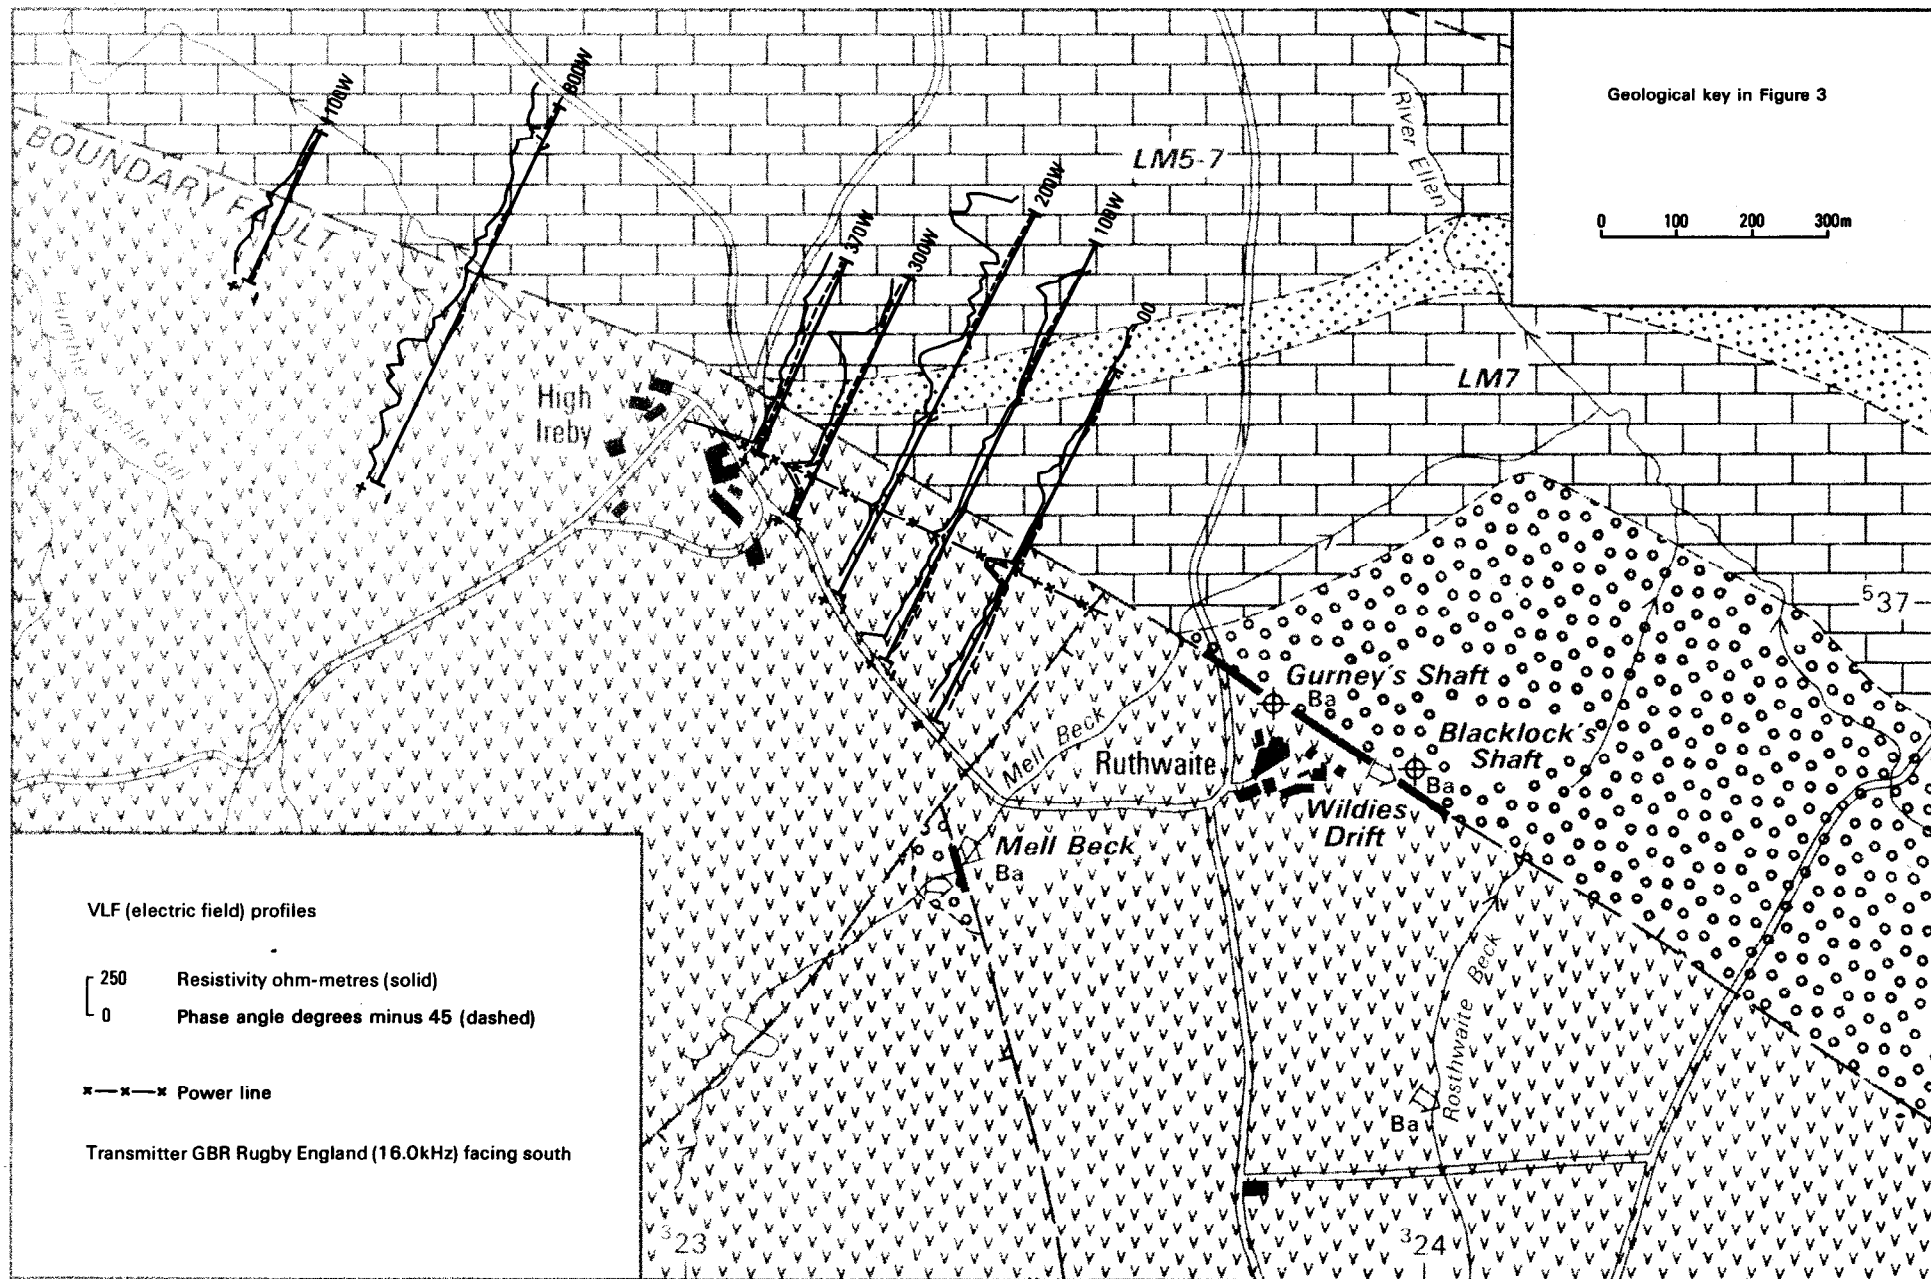 Geological key in Figure 3
0 100 200 300m
BOUNDARY FAULT
800W
370W
300W
200W
100W
00
LM5-7
River Ellen
LM7
High
Ireby
Humble Jumble Gill
⁵37
Gurney's Shaft
Ba
Blacklock's
Shaft
Ba
Ruthwaite
Wildies
Drift
Mell Beck
Mell Beck
Ba
Rosthwaite Beck
Ba
³23
³24
VLF (electric field) profiles
250 Resistivity ohm-metres (solid)
0 Phase angle degrees minus 45 (dashed)
Power line
Transmitter GBR Rugby England (16.0kHz) facing south